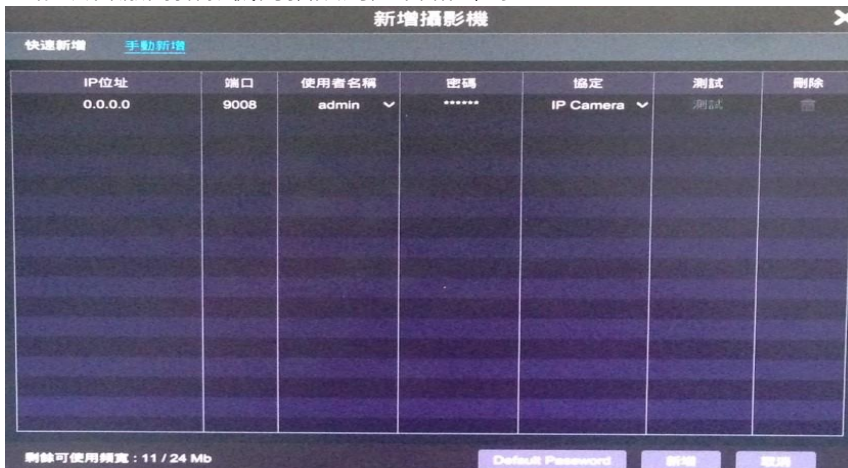 新增攝影機
快速新增 手動新增
IP位址 端口 使用者名稱 密碼 協定 測試 刪除
0.0.0.0 9008 admin ****** IP Camera 測試
剩餘可使用頻寬：11 / 24 Mb
Default Password 新增 取消